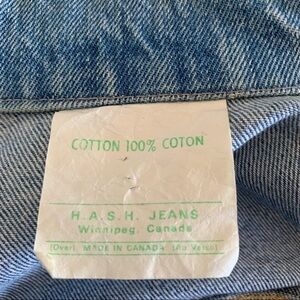 COTTON 100% COTON
H.A.S.H. JEANS
Winnipeg, Canada
(Over) MADE IN CANADA (Au Verso)